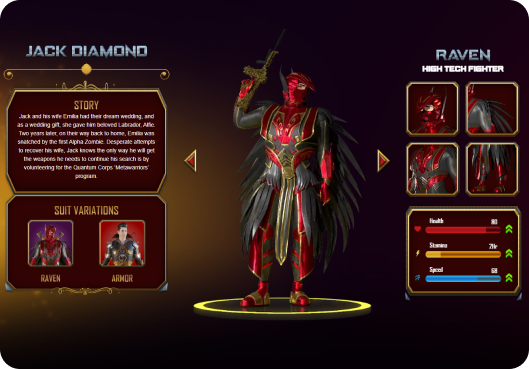 JACK DIAMOND
STORY
Jack and his wife Emilia had their dream wedding, and
as a wedding gift, she gave him beloved Labrador, Alfie.
Two years later, on their way back to home, Emilia was
snatched by the first Alpha Zombie. Desperate attempts
to recover his wife, Jack knows the only way he will get
the weapons he needs to continue his search is by
volunteering for the Quantum Corps 'Metawarriors'
program.
SUIT VARIATIONS
RAVEN
ARMOR
RAVEN
HIGH TECH FIGHTER
Health
80
Stamina
2Hr
Speed
68